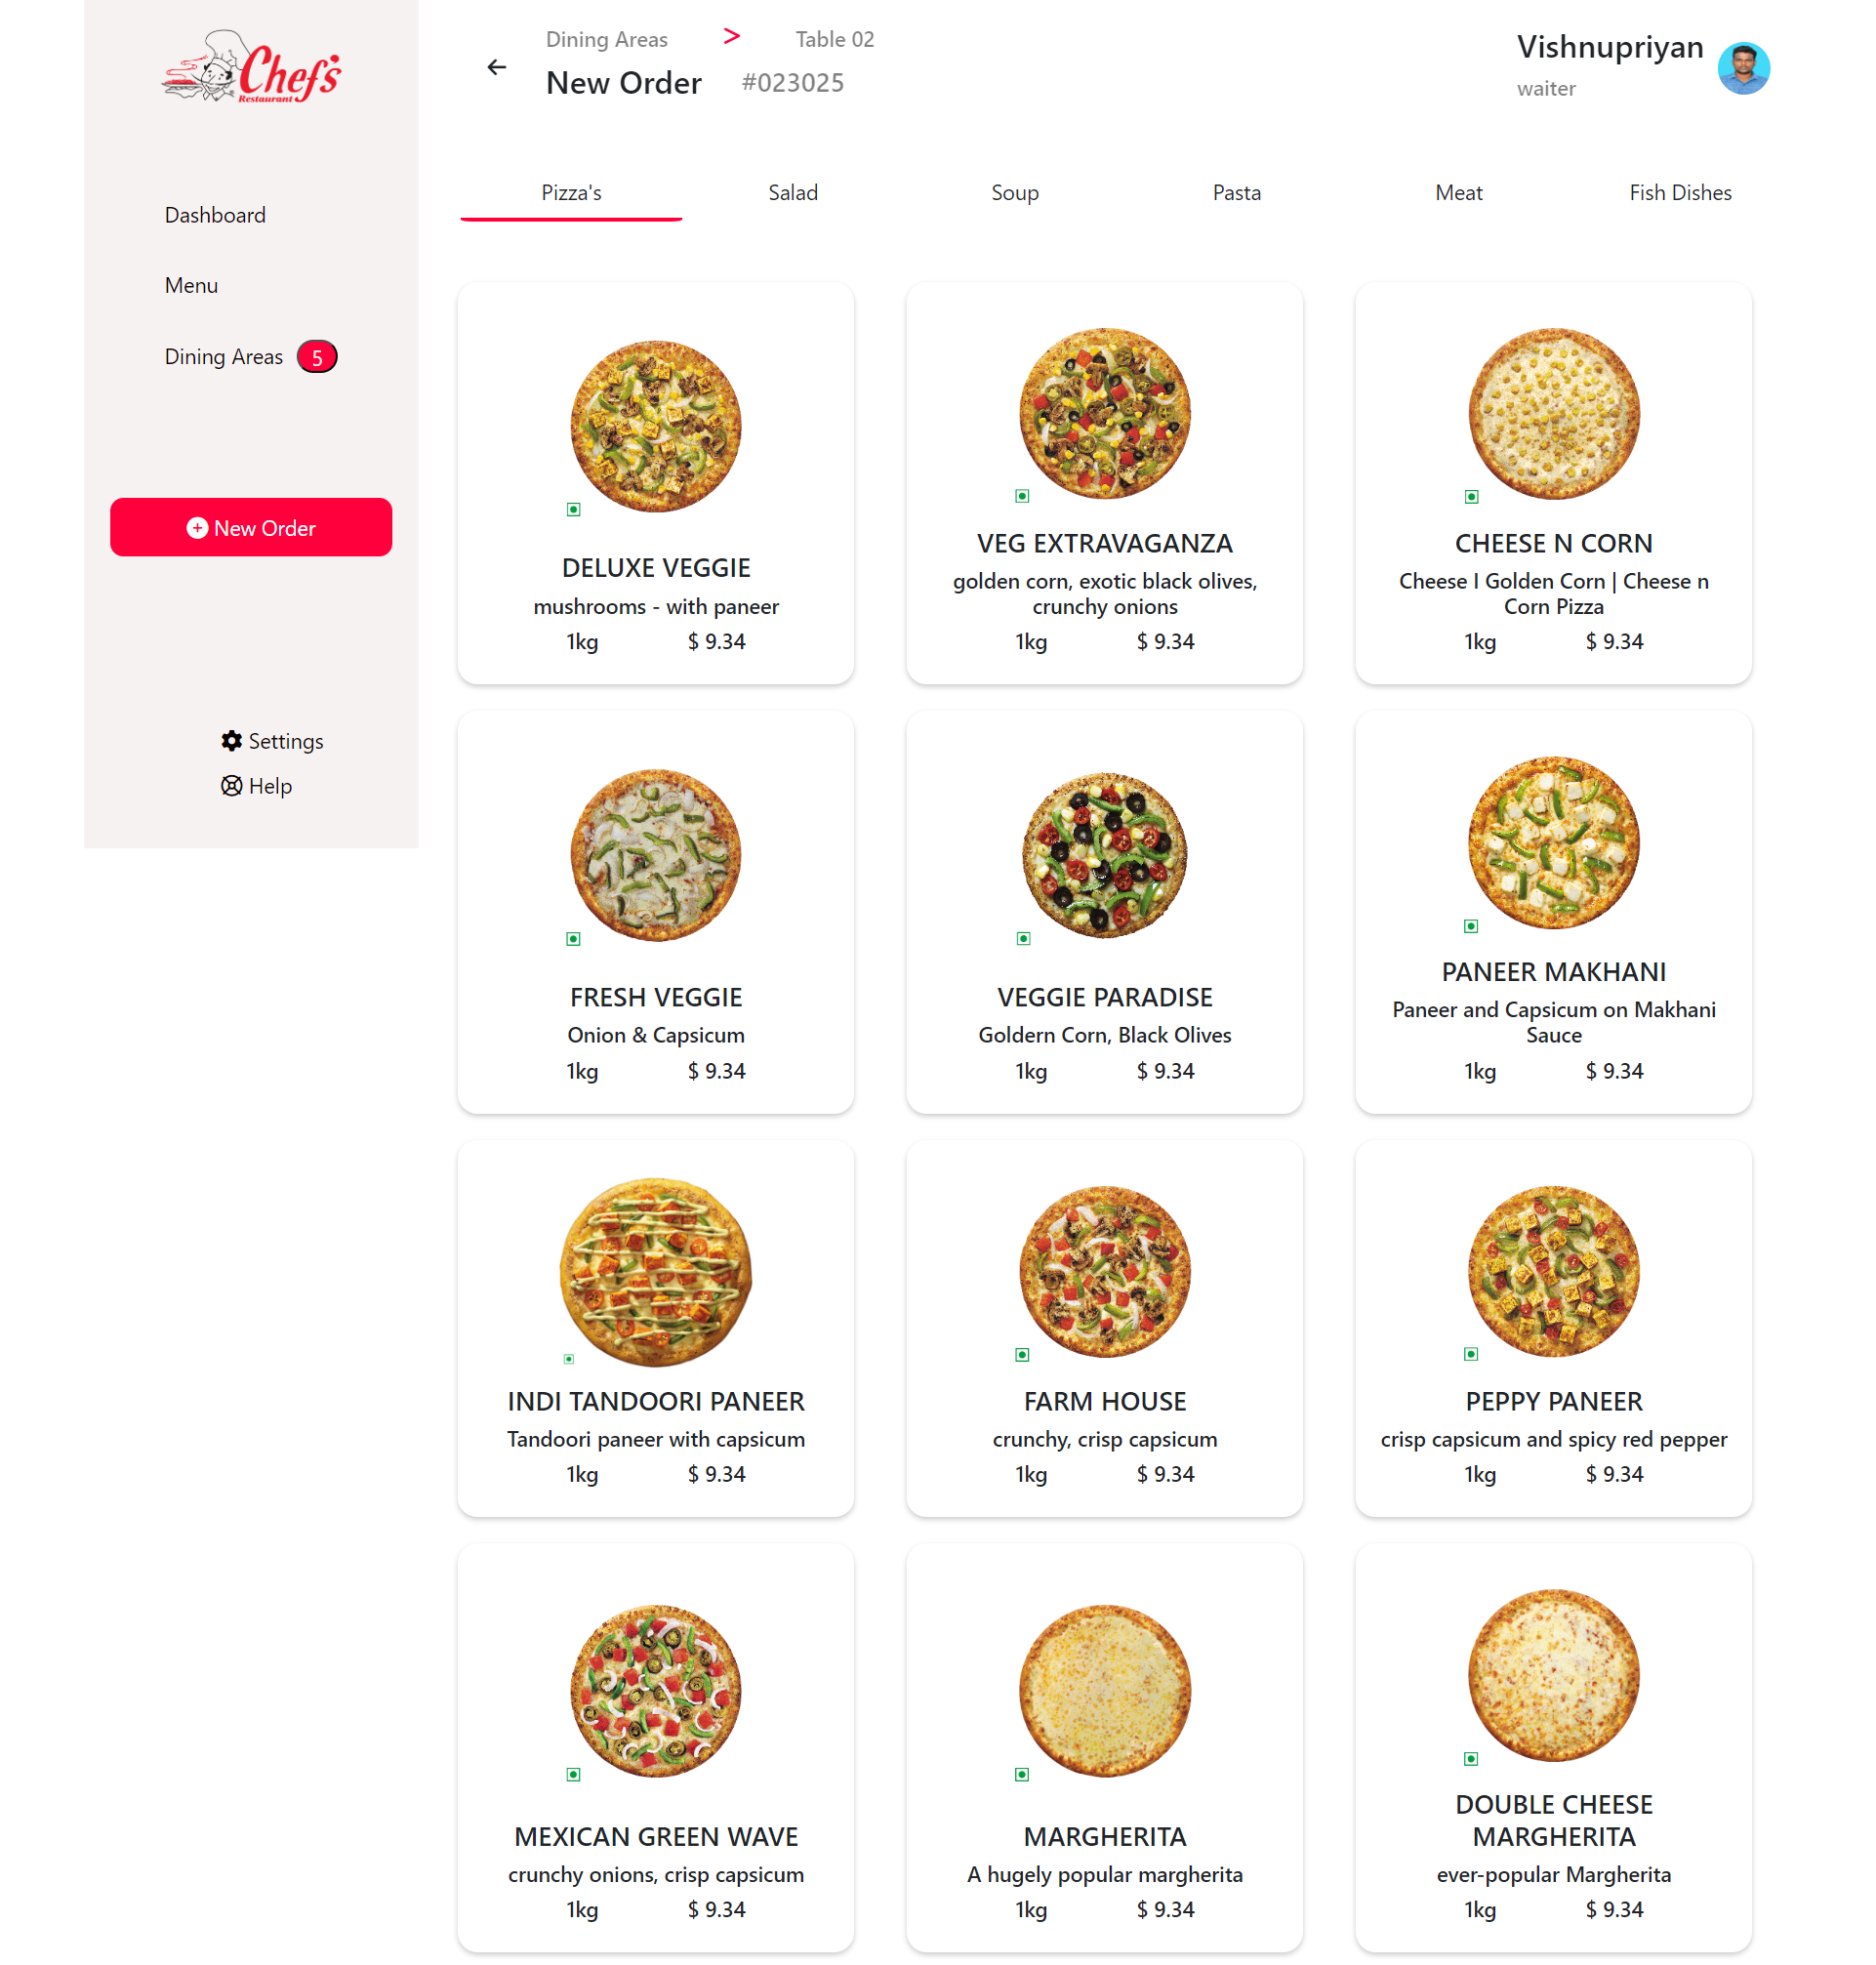 Chef's
Restaurant
Dashboard
Menu
Dining Areas 5
New Order
Settings
Help
Dining Areas > Table 02
New Order #023025
Vishnupriyan
waiter
Pizza's Salad Soup Pasta Meat Fish Dishes
DELUXE VEGGIE
mushrooms - with paneer
1kg $ 9.34
VEG EXTRAVAGANZA
golden corn, exotic black olives,
crunchy onions
1kg $ 9.34
CHEESE N CORN
Cheese I Golden Corn | Cheese n
Corn Pizza
1kg $ 9.34
FRESH VEGGIE
Onion & Capsicum
1kg $ 9.34
VEGGIE PARADISE
Goldern Corn, Black Olives
1kg $ 9.34
PANEER MAKHANI
Paneer and Capsicum on Makhani
Sauce
1kg $ 9.34
INDI TANDOORI PANEER
Tandoori paneer with capsicum
1kg $ 9.34
FARM HOUSE
crunchy, crisp capsicum
1kg $ 9.34
PEPPY PANEER
crisp capsicum and spicy red pepper
1kg $ 9.34
MEXICAN GREEN WAVE
crunchy onions, crisp capsicum
1kg $ 9.34
MARGHERITA
A hugely popular margherita
1kg $ 9.34
DOUBLE CHEESE
MARGHERITA
ever-popular Margherita
1kg $ 9.34